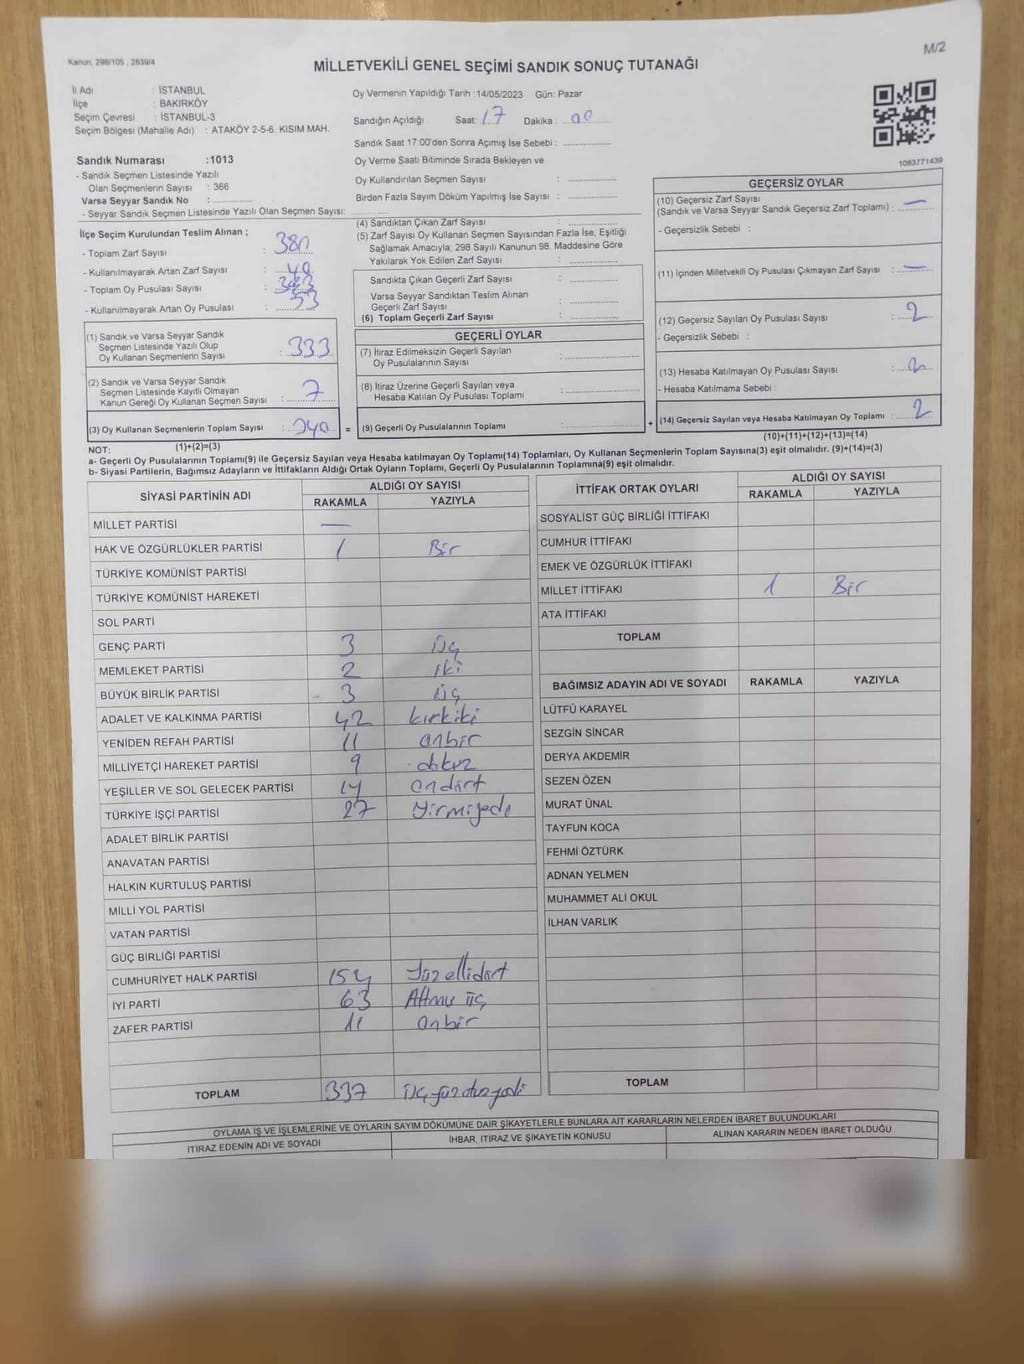 M/2
Kanun, 298/105 , 2839/4
MİLLETVEKİLİ GENEL SEÇİMİ SANDIK SONUÇ TUTANAĞI
İl Adı : İSTANBUL
İlçe : BAKIRKÖY
Seçim Çevresi : İSTANBUL-3
Seçim Bölgesi (Mahalle Adı) : ATAKÖY 2-5-6. KISIM MAH.
Oy Vermenin Yapıldığı Tarih :14/05/2023 Gün: Pazar
Sandığın Açıldığı Saat: 17 Dakika : 00
Sandık Saat 17:00'den Sonra Açımış İse Sebebi :
Oy Verme Saati Bitiminde Sırada Bekleyen ve
Oy Kullandırılan Seçmen Sayısı :
Birden Fazla Sayım Döküm Yapılmış İse Sayısı :
1083771439
Sandık Numarası :1013
- Sandık Seçmen Listesinde Yazılı
Olan Seçmenlerin Sayısı : 366
Varsa Seyyar Sandık No :
- Seyyar Sandık Seçmen Listesinde Yazılı Olan Seçmen Sayısı:
İlçe Seçim Kurulundan Teslim Alınan ;
- Toplam Zarf Sayısı : 380
- Kullanılmayarak Artan Zarf Sayısı :
- Toplam Oy Pusulası Sayısı :
- Kullanılmayarak Artan Oy Pusulası : 53
(1) Sandık ve Varsa Seyyar Sandık
Seçmen Listesinde Yazılı Olup
Oy Kullanan Seçmenlerin Sayısı : 333
(2) Sandık ve Varsa Seyyar Sandık
Seçmen Listesinde Kayıtlı Olmayan
Kanun Gereği Oy Kullanan Seçmen Sayısı : 7
(3) Oy Kullanan Seçmenlerin Toplam Sayısı : 340 =
(1)+(2)=(3)
(4) Sandıktan Çıkan Zarf Sayısı :
(5) Zarf Sayısı Oy Kullanan Seçmen Sayısından Fazla İse, Eşitliği
Sağlamak Amacıyla, 298 Sayılı Kanunun 98. Maddesine Göre
Yakılarak Yok Edilen Zarf Sayısı :
Sandıkta Çıkan Geçerli Zarf Sayısı :
Varsa Seyyar Sandıktan Teslim Alınan
Geçerli Zarf Sayısı :
(6) Toplam Geçerli Zarf Sayısı :
GEÇERLİ OYLAR
(7) İtiraz Edilmeksizin Geçerli Sayılan
Oy Pusulalarının Sayısı :
(8) İtiraz Üzerine Geçerli Sayılan veya
Hesaba Katılan Oy Pusulası Toplamı :
(9) Geçerli Oy Pusulalarının Toplamı : +
GEÇERSİZ OYLAR
(10) Geçersiz Zarf Sayısı
(Sandık ve Varsa Seyyar Sandık Geçersiz Zarf Toplamı) : —
- Geçersizlik Sebebi :
(11) İçinden Milletvekili Oy Pusulası Çıkmayan Zarf Sayısı : —
(12) Geçersiz Sayılan Oy Pusulası Sayısı : 2
- Geçersizlik Sebebi :
(13) Hesaba Katılmayan Oy Pusulası Sayısı :
- Hesaba Katılmama Sebebi :
(14) Geçersiz Sayılan veya Hesaba Katılmayan Oy Toplamı : 2
(10)+(11)+(12)+(13)=(14)
NOT:
a- Geçerli Oy Pusulalarının Toplamı(9) ile Geçersiz Sayılan veya Hesaba katılmayan Oy Toplamı(14) Toplamları, Oy Kullanan Seçmenlerin Toplam Sayısına(3) eşit olmalıdır. (9)+(14)=(3)
b- Siyasi Partilerin, Bağımsız Adayların ve İttifakların Aldığı Ortak Oyların Toplamı, Geçerli Oy Pusulalarının Toplamına(9) eşit olmalıdır.
SİYASİ PARTİNİN ADI ALDIĞI OY SAYISI
RAKAMLA YAZIYLA
MİLLET PARTİSİ —
HAK VE ÖZGÜRLÜKLER PARTİSİ 1 Bir
TÜRKİYE KOMÜNİST PARTİSİ
TÜRKİYE KOMÜNİST HAREKETİ
SOL PARTİ
GENÇ PARTİ 3 Üç
MEMLEKET PARTİSİ 2 iki
BÜYÜK BİRLİK PARTİSİ 3 üç
ADALET VE KALKINMA PARTİSİ 42 kırkiki
YENİDEN REFAH PARTİSİ 11 onbir
MİLLİYETÇİ HAREKET PARTİSİ 9 dokuz
YEŞİLLER VE SOL GELECEK PARTİSİ 14 ondört
TÜRKİYE İŞÇİ PARTİSİ 27 Yirmiyedi
ADALET BİRLİK PARTİSİ
ANAVATAN PARTİSİ
HALKIN KURTULUŞ PARTİSİ
MİLLİ YOL PARTİSİ
VATAN PARTİSİ
GÜÇ BİRLİĞİ PARTİSİ
CUMHURİYET HALK PARTİSİ 154 Yüzellidört
İYİ PARTİ 63 Altmış üç
ZAFER PARTİSİ 11 onbir
TOPLAM 337
İTTİFAK ORTAK OYLARI ALDIĞI OY SAYISI
RAKAMLA YAZIYLA
SOSYALİST GÜÇ BİRLİĞİ İTTİFAKI
CUMHUR İTTİFAKI
EMEK VE ÖZGÜRLÜK İTTİFAKI
MİLLET İTTİFAKI 1 Bir
ATA İTTİFAKI
TOPLAM
BAĞIMSIZ ADAYIN ADI VE SOYADI RAKAMLA YAZIYLA
LÜTFÜ KARAYEL
SEZGİN SİNCAR
DERYA AKDEMİR
SEZEN ÖZEN
MURAT ÜNAL
TAYFUN KOCA
FEHMİ ÖZTÜRK
ADNAN YELMEN
MUHAMMET ALİ OKUL
İLHAN VARLIK
TOPLAM
OYLAMA İŞ VE İŞLEMLERİNE VE OYLARIN SAYIM DÖKÜMÜNE DAİR ŞİKAYETLERLE BUNLARA AİT KARARLARIN NELERDEN İBARET BULUNDUKLARI
İTİRAZ EDENİN ADI VE SOYADI İHBAR, İTİRAZ VE ŞİKAYETİN KONUSU ALINAN KARARIN NEDEN İBARET OLDUĞU